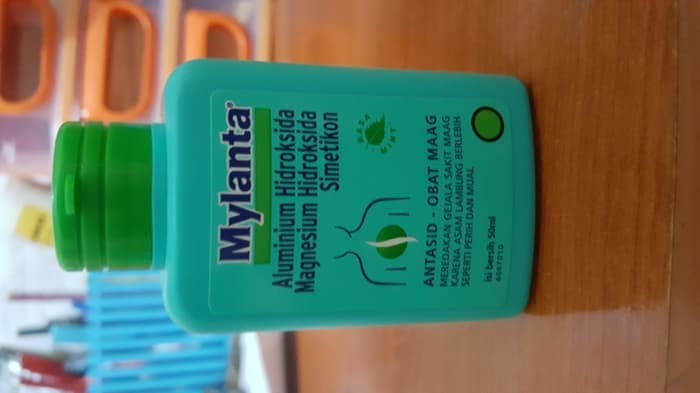 Mylanta®
Aluminium Hidroksida
Magnesium Hidroksida
Simetikon
RASA
MINT
ANTASID - OBAT MAAG
MEREDAKAN GEJALA SAKIT MAAG
KARENA ASAM LAMBUNG BERLEBIH
SEPERTI PERIH DAN MUAL
isi bersih 50ml
4067010